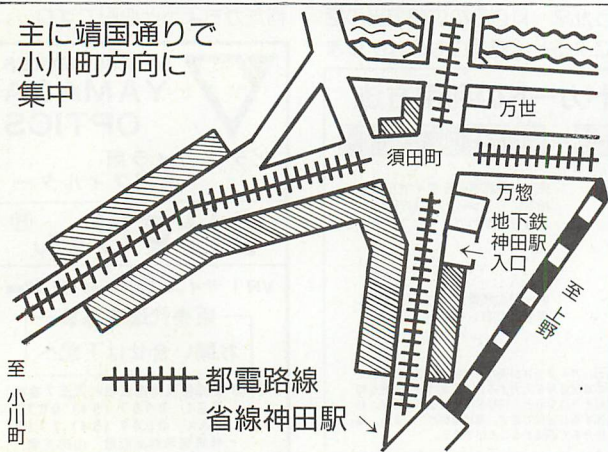 主に靖国通りで
小川町方向に
集中
万世
須田町
万惣
地下鉄
神田駅
入口
至上野
至小川町
都電路線
省線神田駅
YAMA
OPTICS